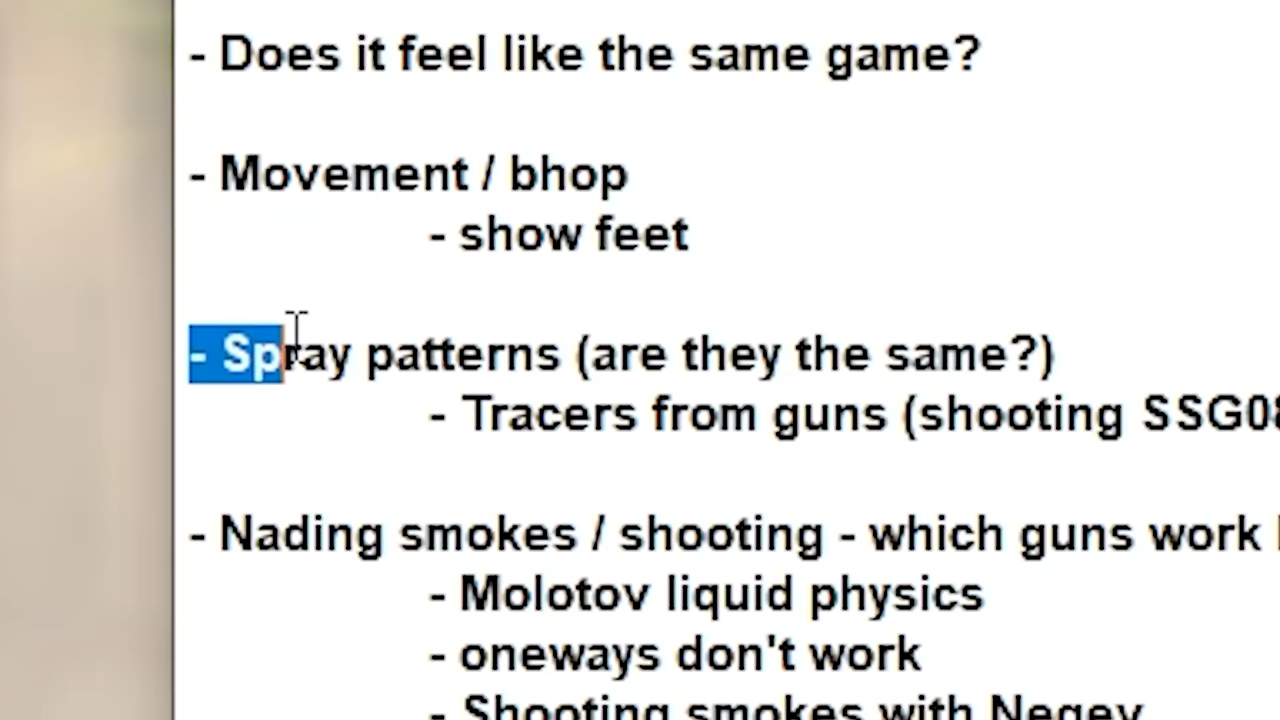 - Does it feel like the same game?
- Movement / bhop
- show feet
- Spray patterns (are they the same?)
- Tracers from guns (shooting SSG08
- Nading smokes / shooting - which guns work
- Molotov liquid physics
- oneways don't work
- Shooting smokes with Negev